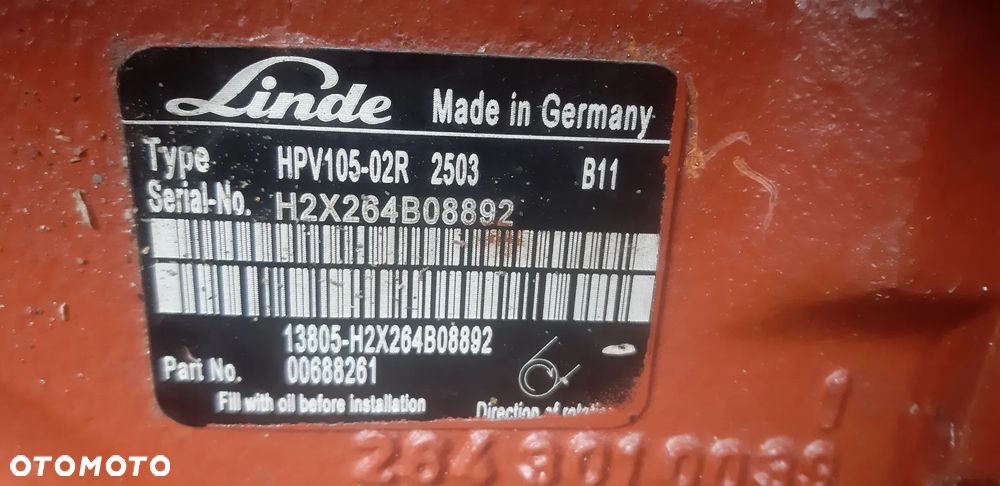 Linde Made in Germany
Type HPV105-02R 2503 B11
Serial-No. H2X264B08892
13805-H2X264B08892
Part No. 00688261
Fill with oil before installation Direction of
1
OTOMOTO